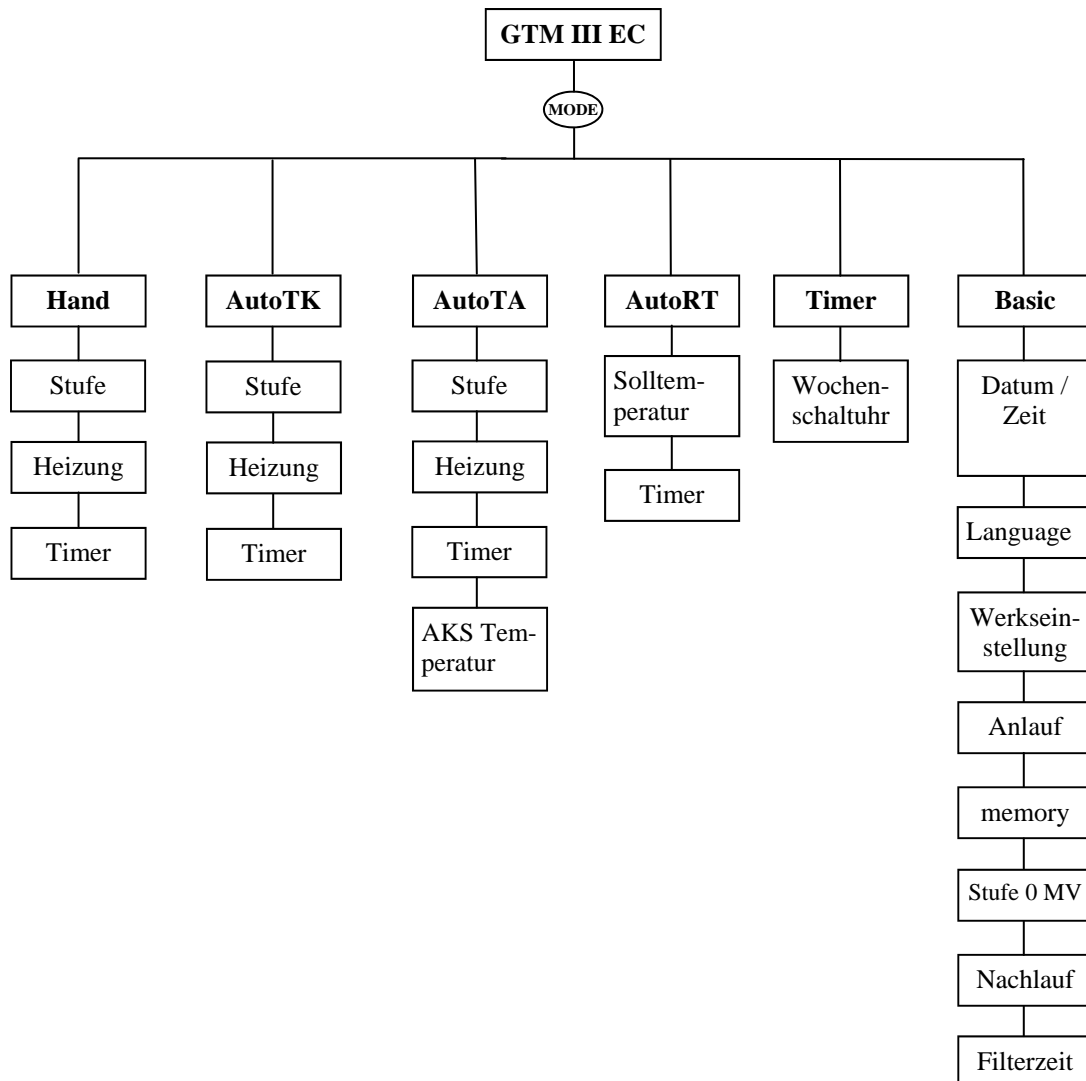 GTM III EC
MODE
Hand
Stufe
Heizung
Timer
AutoTK
Stufe
Heizung
Timer
AutoTA
Stufe
Heizung
Timer
AKS Tem-
peratur
AutoRT
Solltem-
peratur
Timer
Timer
Wochen-
schaltuhr
Basic
Datum /
Zeit
Language
Werksein-
stellung
Anlauf
memory
Stufe 0 MV
Nachlauf
Filterzeit